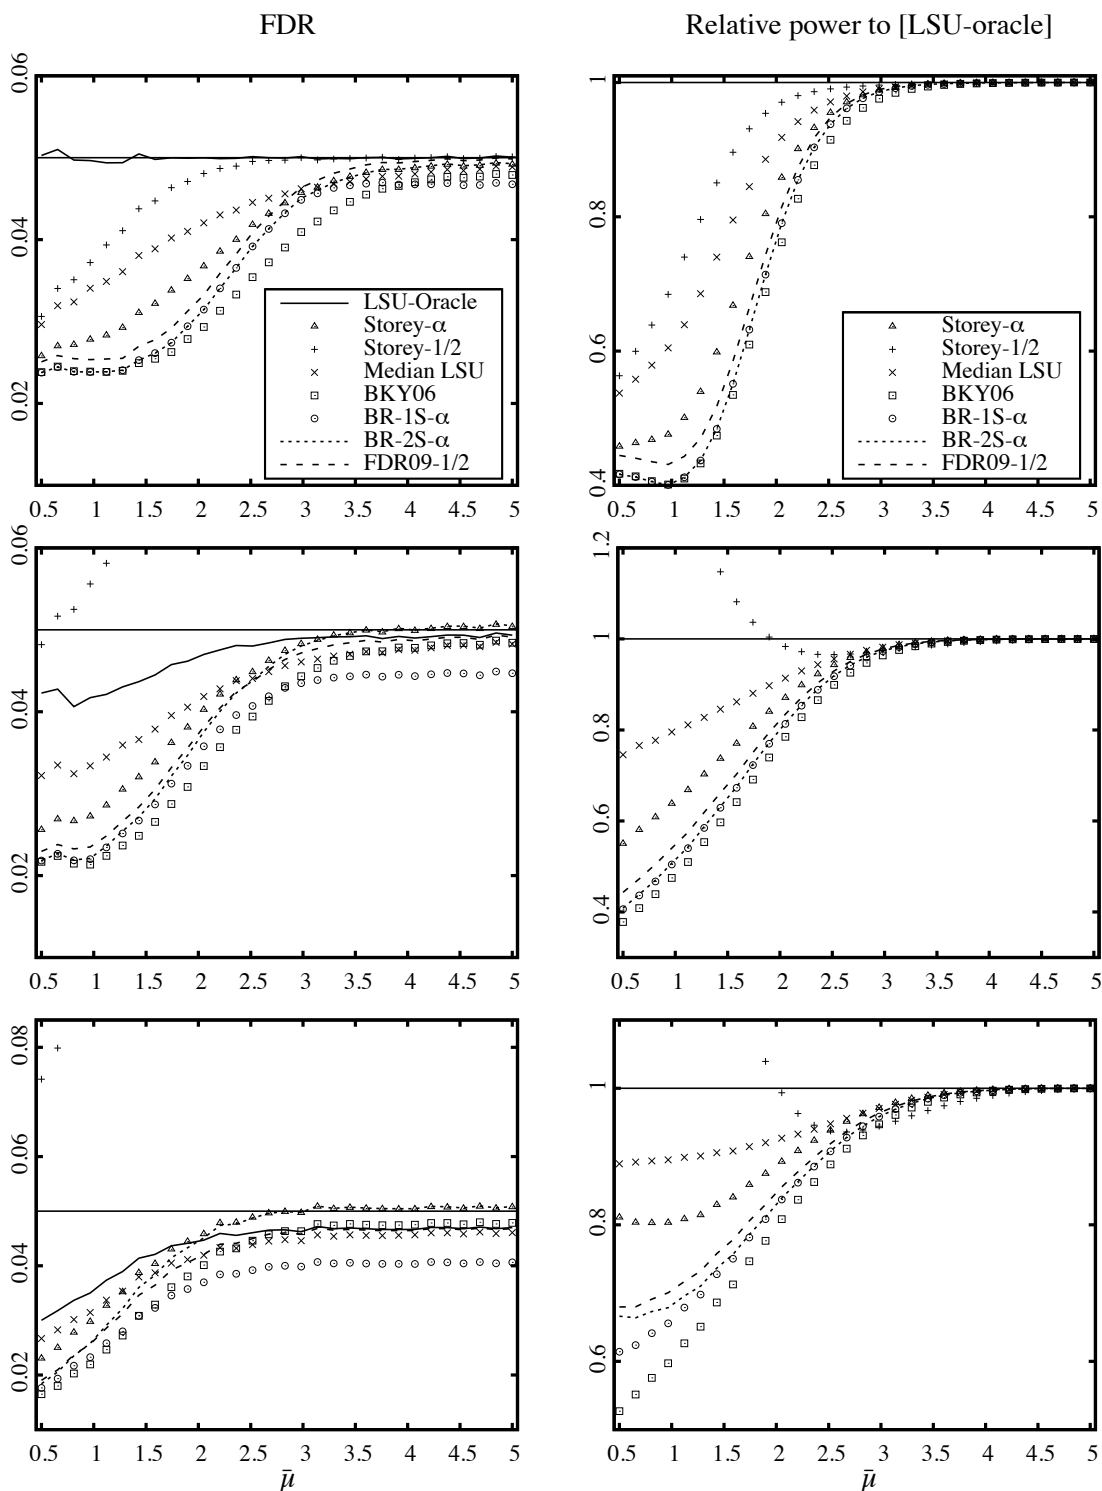 FDR
Relative power to [LSU-oracle]
0.06
0.04
0.02
LSU-Oracle
Storey-α
Storey-1/2
Median LSU
BKY06
BR-1S-α
BR-2S-α
FDR09-1/2
0.5 1 1.5 2 2.5 3 3.5 4 4.5 5
1
0.8
0.6
0.4
Storey-α
Storey-1/2
Median LSU
BKY06
BR-1S-α
BR-2S-α
FDR09-1/2
0.5 1 1.5 2 2.5 3 3.5 4 4.5 5
0.06
0.04
0.02
0.5 1 1.5 2 2.5 3 3.5 4 4.5 5
1.2
1
0.8
0.6
0.4
0.5 1 1.5 2 2.5 3 3.5 4 4.5 5
0.08
0.06
0.04
0.02
0.5 1 1.5 2 2.5 3 3.5 4 4.5 5
μ̄
1
0.8
0.6
0.5 1 1.5 2 2.5 3 3.5 4 4.5 5
μ̄